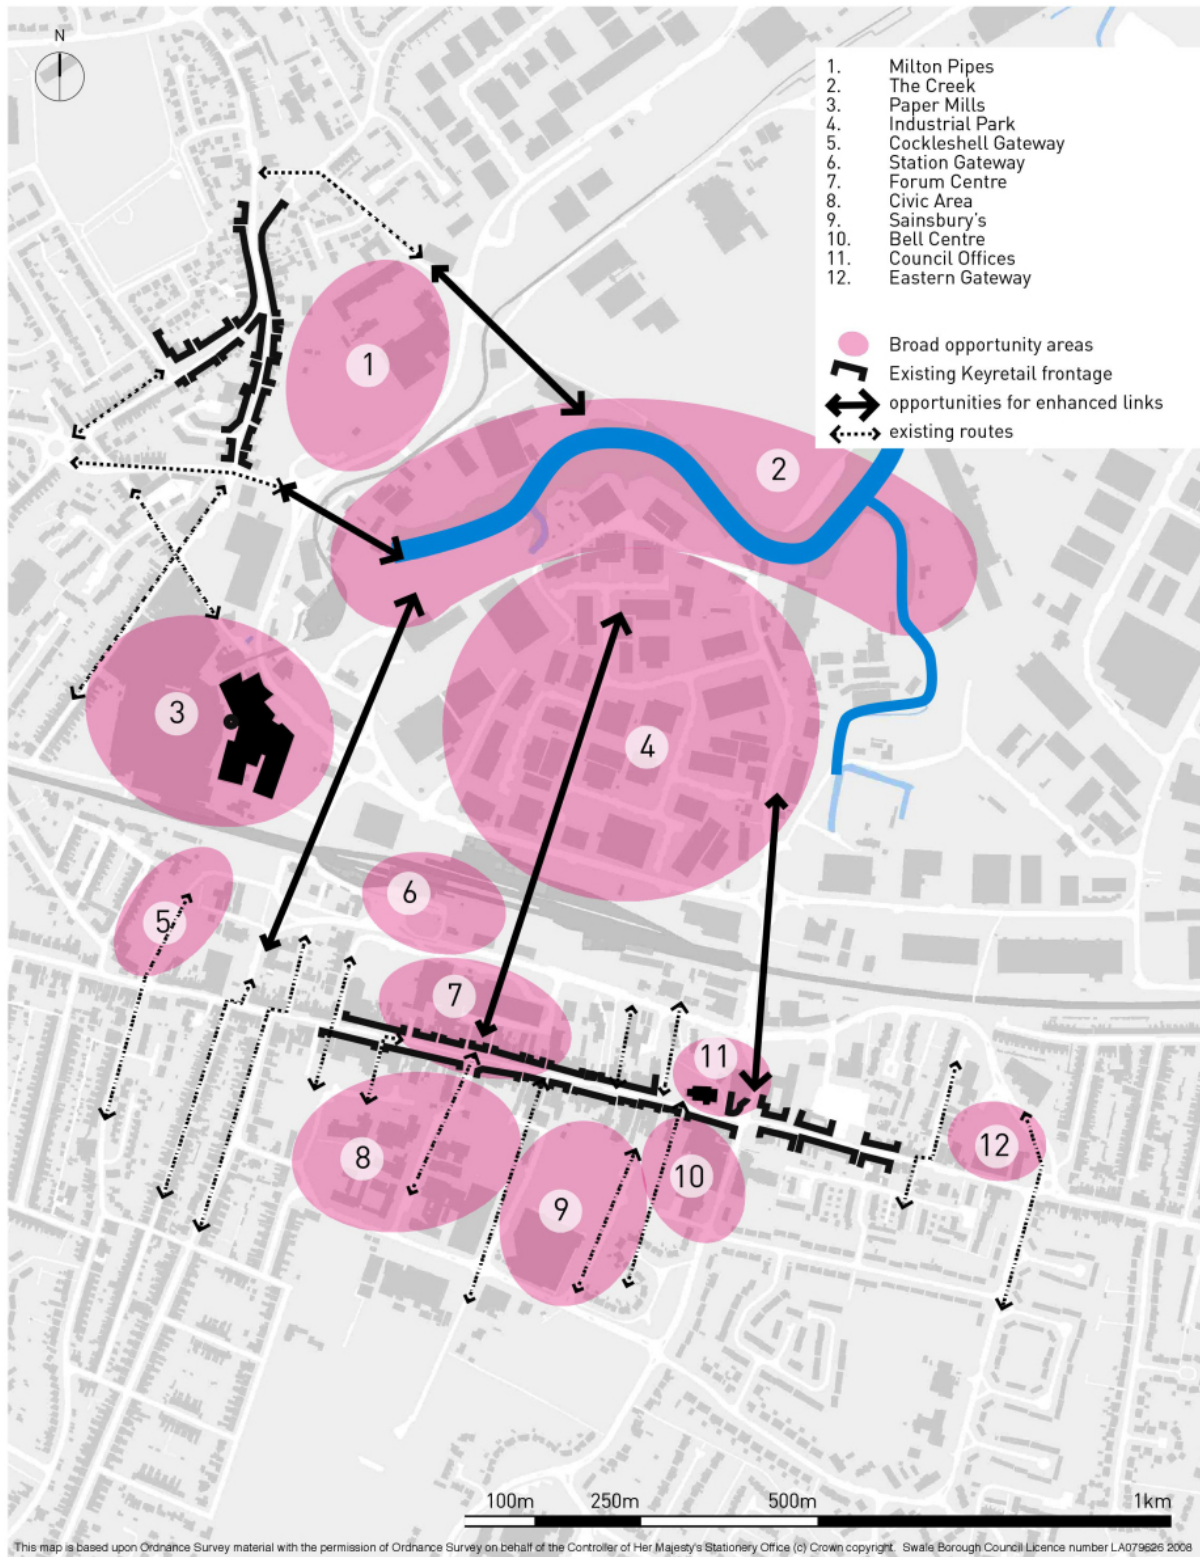 N
1. Milton Pipes
2. The Creek
3. Paper Mills
4. Industrial Park
5. Cockleshell Gateway
6. Station Gateway
7. Forum Centre
8. Civic Area
9. Sainsbury's
10. Bell Centre
11. Council Offices
12. Eastern Gateway
Broad opportunity areas
Existing Keyretail frontage
opportunities for enhanced links
existing routes
1
2
3
4
5
6
7
8
9
10
11
12
100m 250m 500m 1km
This map is based upon Ordnance Survey material with the permission of Ordnance Survey on behalf of the Controller of Her Majesty's Stationery Office (c) Crown copyright. Swale Borough Council Licence number LA079626 2008